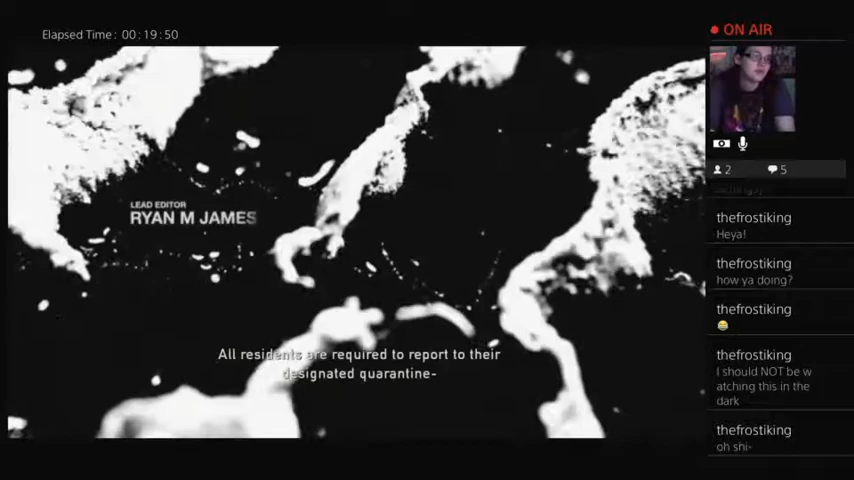 Elapsed Time: 00:19:50
ON AIR
2
5
LEAD EDITOR
RYAN M JAMES
All residents are required to report to their
designated quarantine-
thefrostiking
Heya!
thefrostiking
how ya doing?
thefrostiking
😂
thefrostiking
I should NOT be w
atching this in the
dark
thefrostiking
oh shi-